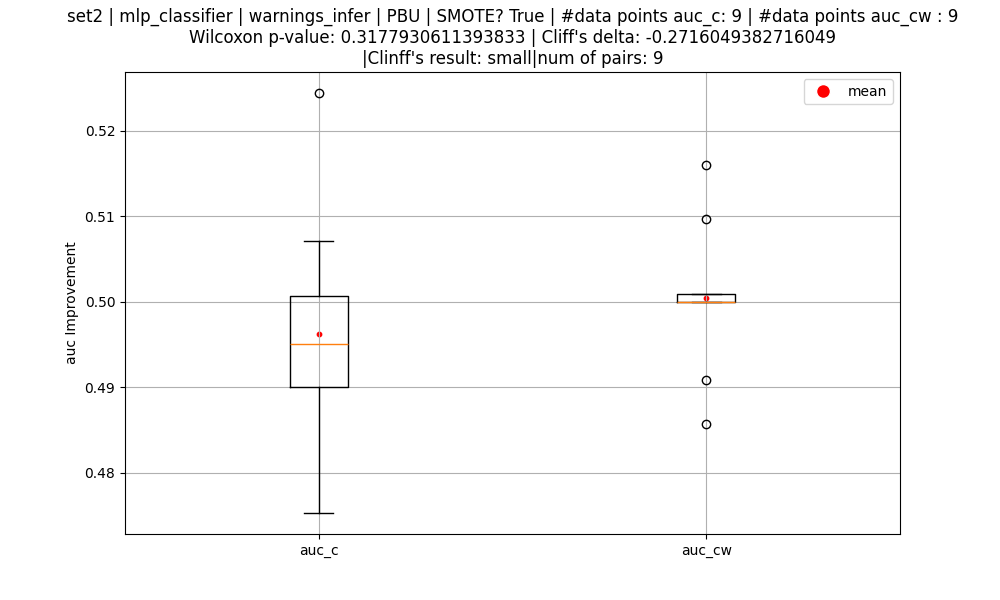 set2 | mlp_classifier | warnings_infer | PBU | SMOTE? True | #data points auc_c: 9 | #data points auc_cw : 9
Wilcoxon p-value: 0.3177930611393833 | Cliff's delta: -0.2716049382716049
|Clinff's result: small|num of pairs: 9
mean
0.52
0.51
0.50
0.49
0.48
auc Improvement
auc_c
auc_cw